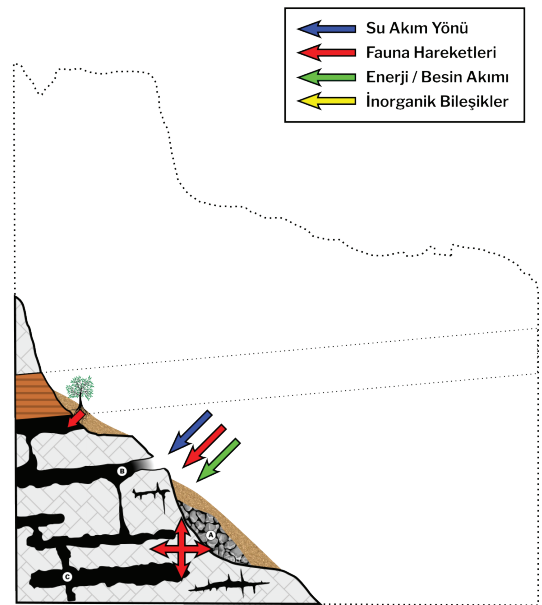 Su Akım Yönü
Fauna Hareketleri
Enerji / Besin Akımı
İnorganik Bileşikler
B
A
C